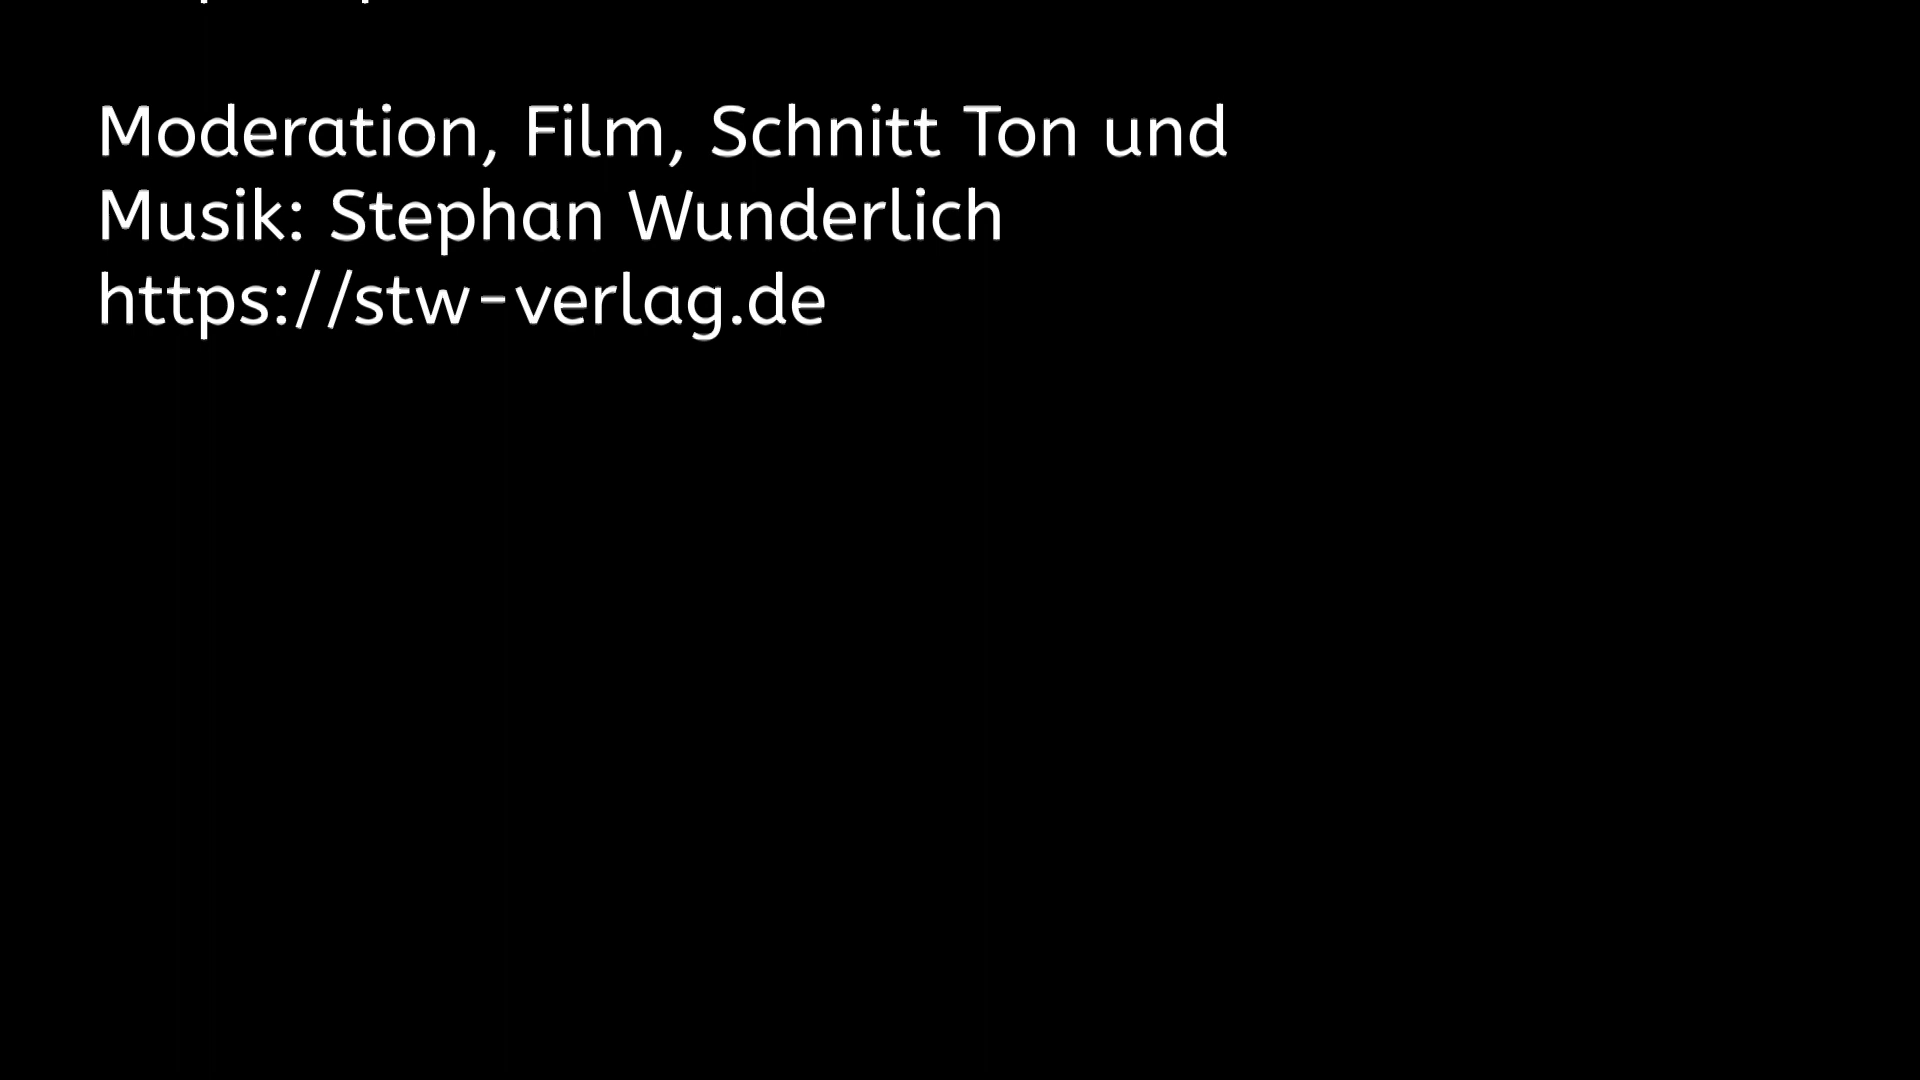 Moderation, Film, Schnitt Ton und
Musik: Stephan Wunderlich
https://stw-verlag.de